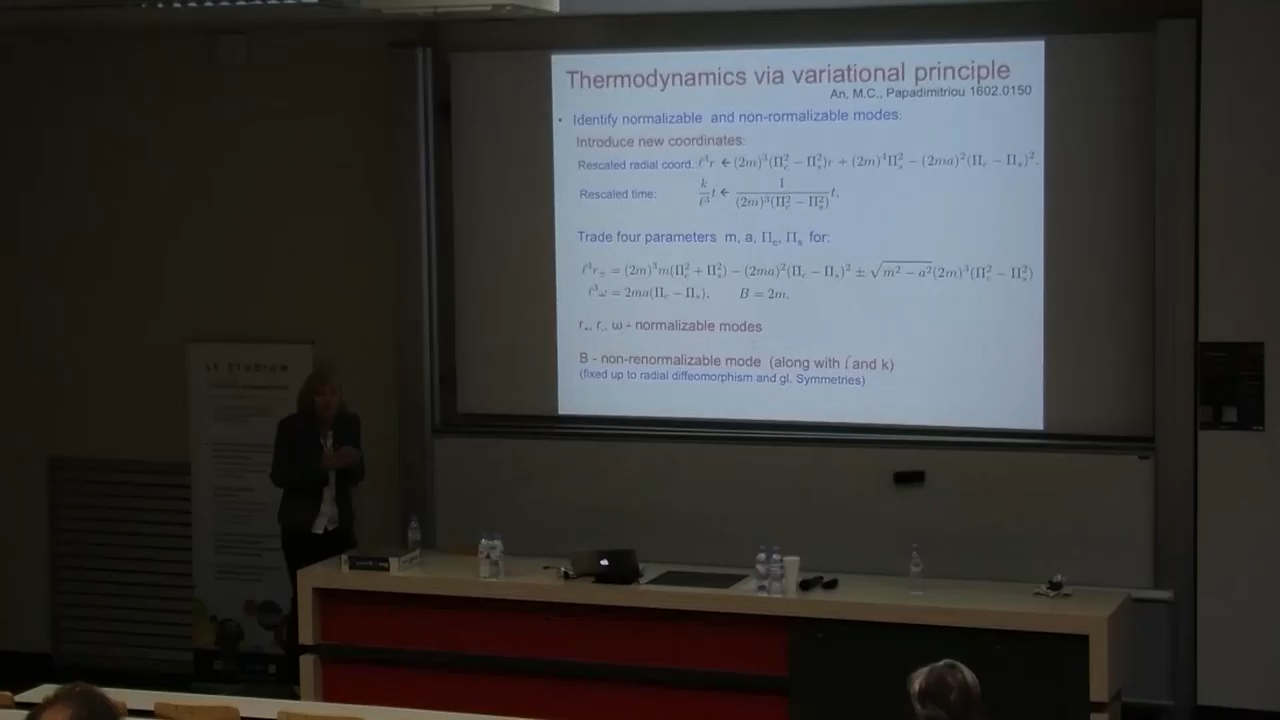 Thermodynamics via variational principle
An, M.C., Papadimitriou 1602.0150
• Identify normalizable and non-rormalizable modes:
Introduce new coordinates:
Rescaled radial coord.: ℓ⁴r ← (2m)³(Π_c² − Π_s²)r + (2m)⁴Π_s² − (2ma)²(Π_c − Π_s)².
Rescaled time: k/ℓ³ t ← 1/((2m)³(Π_c² − Π_s²)) t.
Trade four parameters m, a, Π_c, Π_s for:
ℓ⁴r_± = (2m)³m(Π_c² + Π_s²) − (2ma)²(Π_c − Π_s)² ± √(m² − a²)(2m)³(Π_c² − Π_s²)
ℓ³ω = 2ma(Π_c − Π_s). B = 2m.
r₊, r₋, ω - normalizable modes
B - non-renormalizable mode (along with ℓ and k)
(fixed up to radial diffeomorphism and gl. Symmetries)
LE STUDIUM